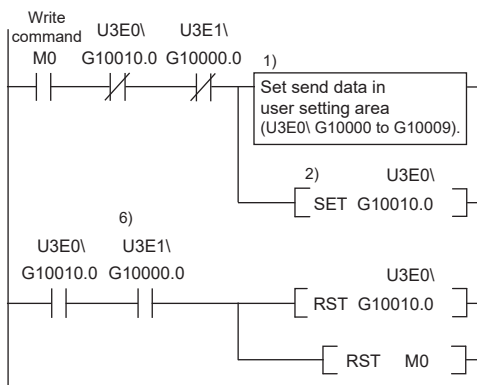 Write
command
M0
U3E0\
G10010.0
U3E1\
G10000.0
1)
Set send data in
user setting area
(U3E0\ G10000 to G10009).
2)
U3E0\
SET G10010.0
6)
U3E0\
G10010.0
U3E1\
G10000.0
U3E0\
RST G10010.0
RST M0